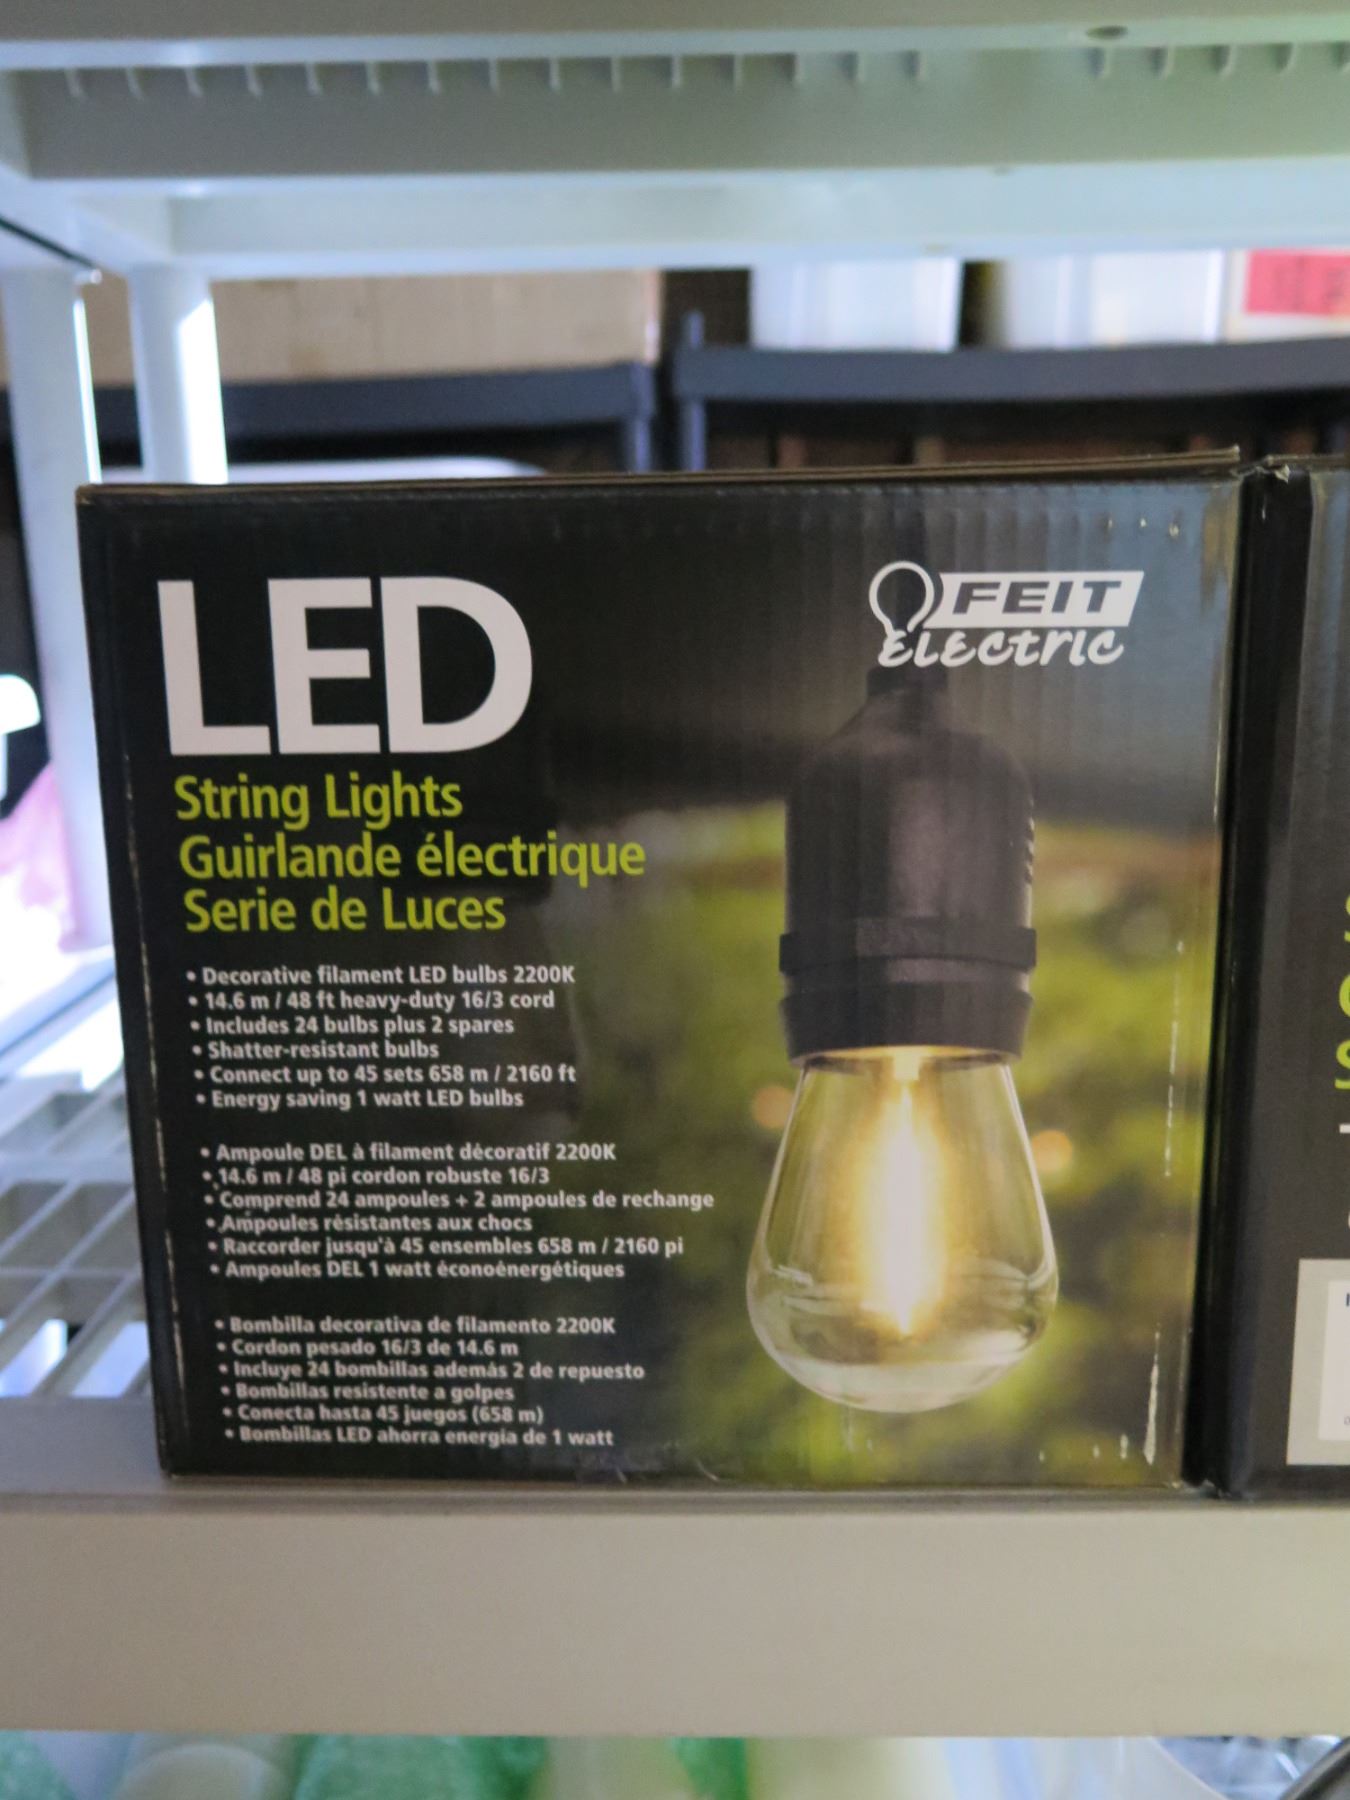 LED
FEIT
Electric
String Lights
Guirlande électrique
Serie de Luces
• Decorative filament LED bulbs 2200K
• 14.6 m / 48 ft heavy-duty 16/3 cord
• Includes 24 bulbs plus 2 spares
• Shatter-resistant bulbs
• Connect up to 45 sets 658 m / 2160 ft
• Energy saving 1 watt LED bulbs
• Ampoule DEL à filament décoratif 2200K
• 14.6 m / 48 pi cordon robuste 16/3
• Comprend 24 ampoules + 2 ampoules de rechange
• Ampoules résistantes aux chocs
• Raccorder jusqu'à 45 ensembles 658 m / 2160 pi
• Ampoules DEL 1 watt éconoénergétiques
• Bombilla decorativa de filamento 2200K
• Cordon pesado 16/3 de 14.6 m
• Incluye 24 bombillas además 2 de repuesto
• Bombillas resistente a golpes
• Conecta hasta 45 juegos (658 m)
• Bombillas LED ahorra energía de 1 watt